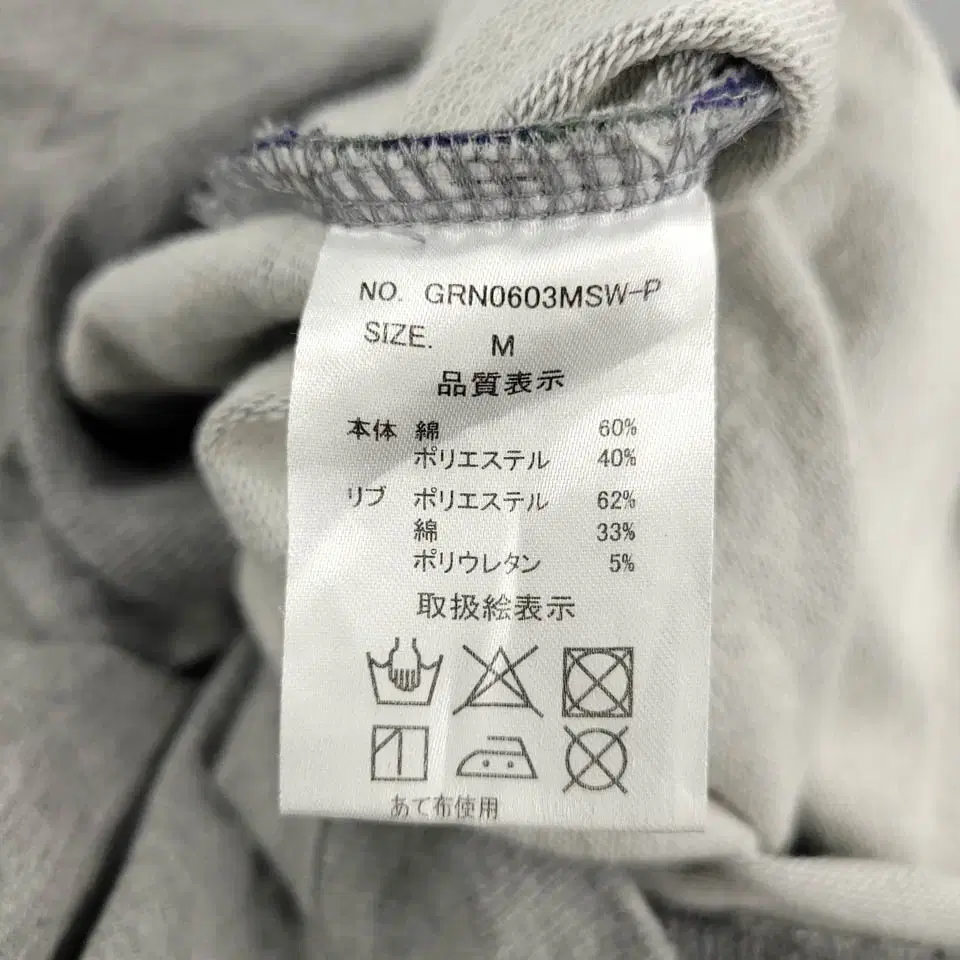 NO. GRN0603MSW-P
SIZE. M
品質表示
本体 綿 60%
ポリエステル 40%
リブ ポリエステル 62%
綿 33%
ポリウレタン 5%
取扱絵表示
あて布使用